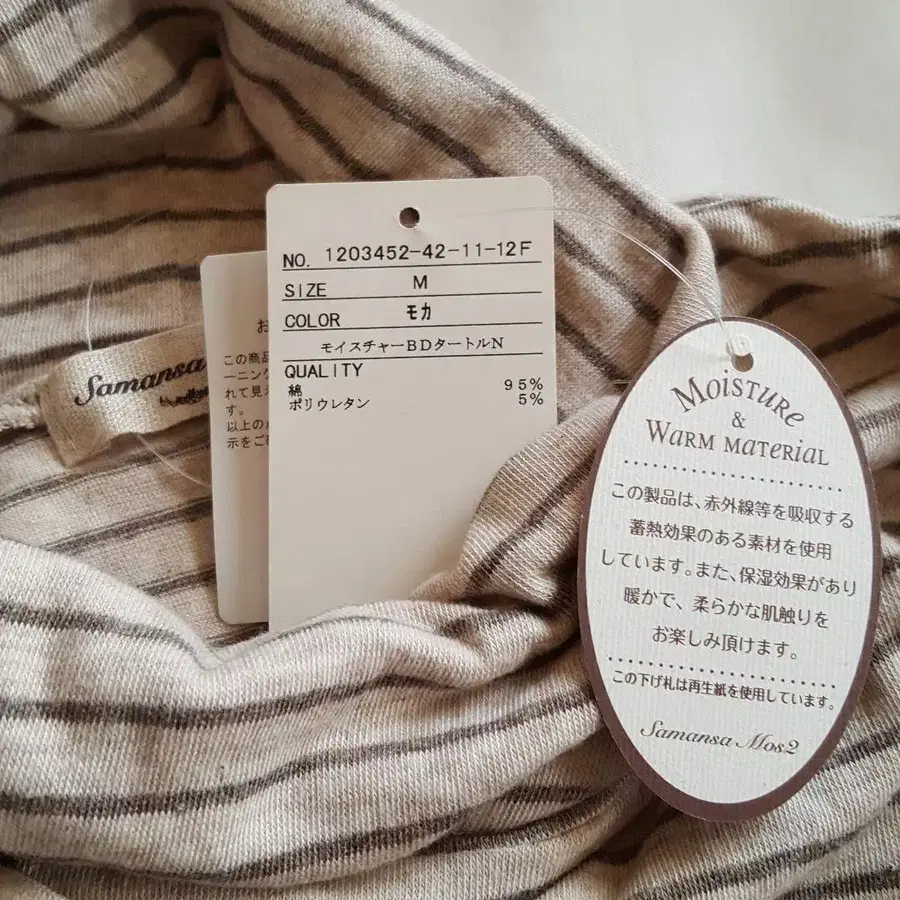 NO. 1203452-42-11-12F
SIZE M
COLOR モカ
モイスチャーBDタートルN
QUALITY
綿 95%
ポリウレタン 5%
Samansa
お
この商品
ーニング
れて見
す。
以上の
示をご
Moisture
&
Warm material
この製品は、赤外線等を吸収する
蓄熱効果のある素材を使用
しています。また、保湿効果があり
暖かで、柔らかな肌触りを
お楽しみ頂けます。
この下げ札は再生紙を使用しています。
Samansa Mos2